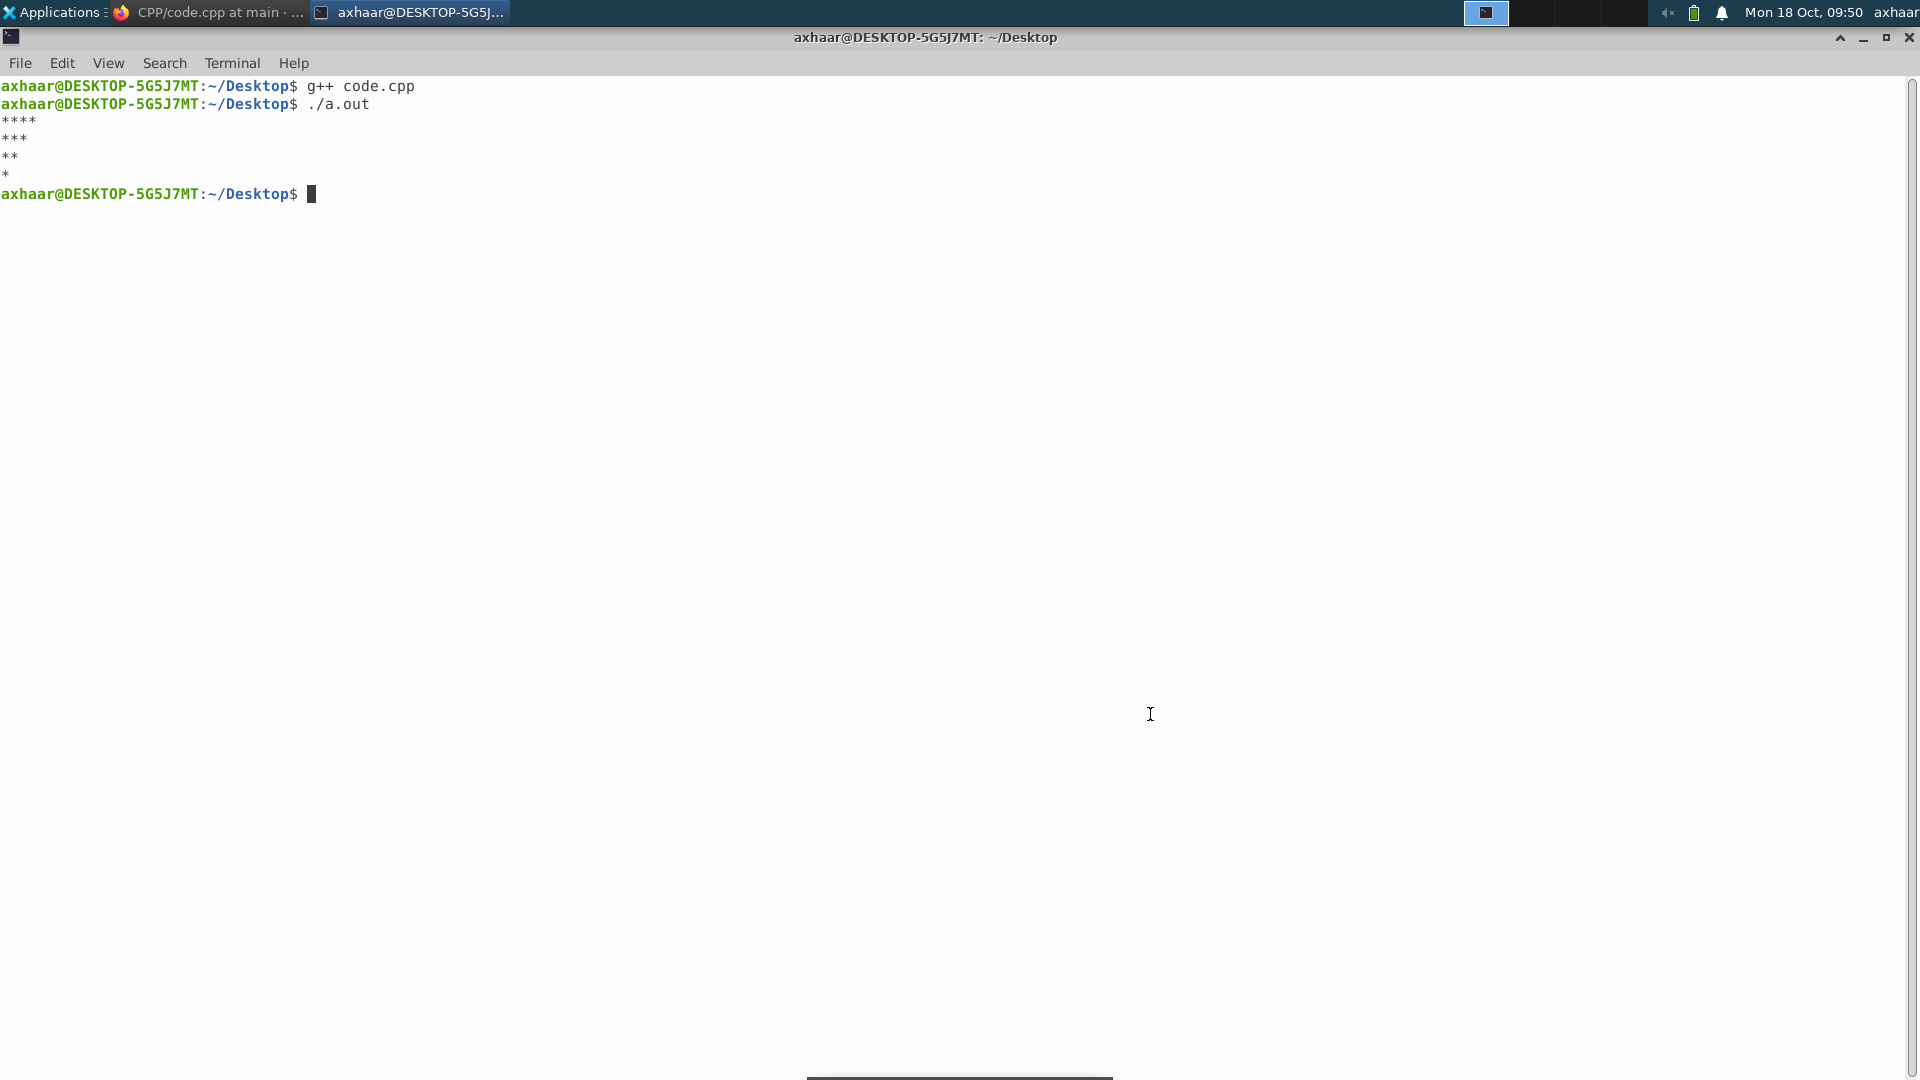 Applications
CPP/code.cpp at main · ...
axhaar@DESKTOP-5G5J...
Mon 18 Oct, 09:50
axhaar
axhaar@DESKTOP-5G5J7MT: ~/Desktop
File Edit View Search Terminal Help
axhaar@DESKTOP-5G5J7MT:~/Desktop$ g++ code.cpp
axhaar@DESKTOP-5G5J7MT:~/Desktop$ ./a.out
****
***
**
*
axhaar@DESKTOP-5G5J7MT:~/Desktop$